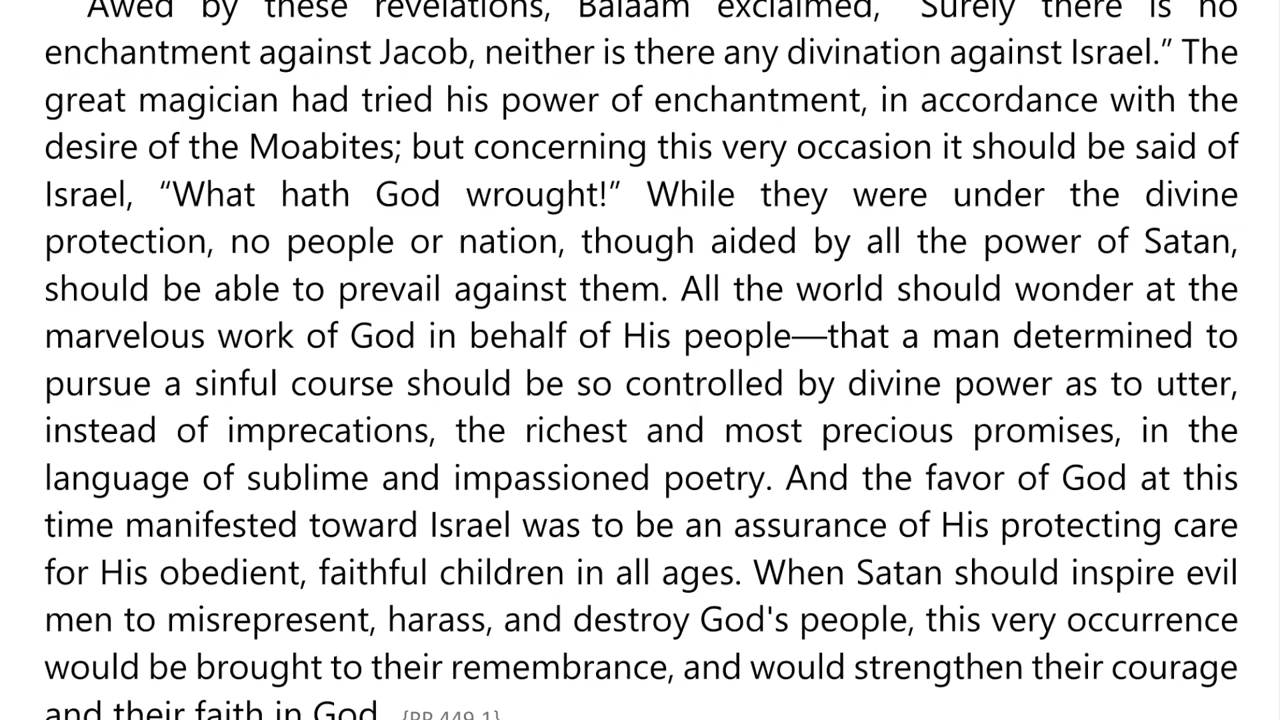 Awed by these revelations, Balaam exclaimed, “Surely there is no
enchantment against Jacob, neither is there any divination against Israel.” The
great magician had tried his power of enchantment, in accordance with the
desire of the Moabites; but concerning this very occasion it should be said of
Israel, “What hath God wrought!” While they were under the divine
protection, no people or nation, though aided by all the power of Satan,
should be able to prevail against them. All the world should wonder at the
marvelous work of God in behalf of His people—that a man determined to
pursue a sinful course should be so controlled by divine power as to utter,
instead of imprecations, the richest and most precious promises, in the
language of sublime and impassioned poetry. And the favor of God at this
time manifested toward Israel was to be an assurance of His protecting care
for His obedient, faithful children in all ages. When Satan should inspire evil
men to misrepresent, harass, and destroy God's people, this very occurrence
would be brought to their remembrance, and would strengthen their courage
and their faith in God. {PP 449.1}